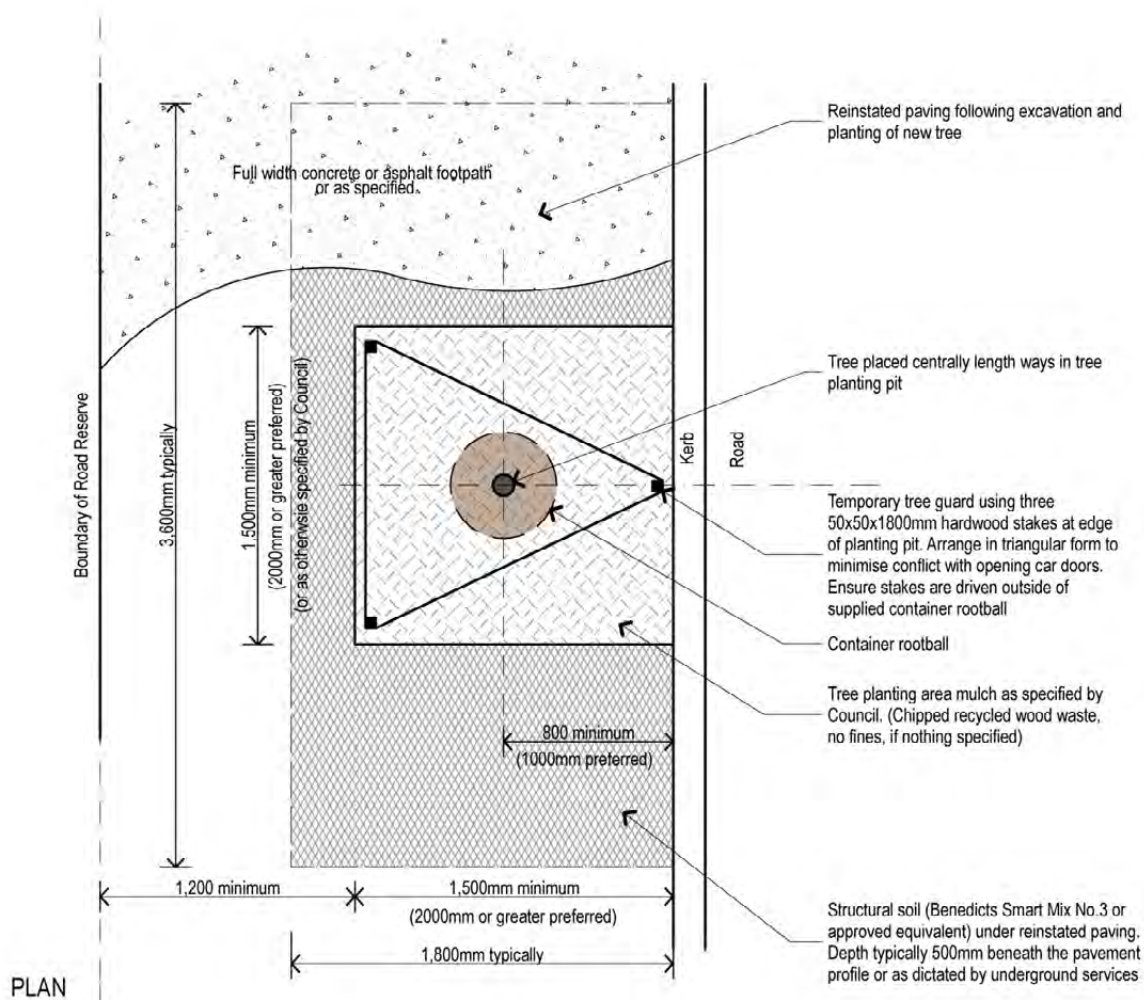 Reinstated paving following excavation and
planting of new tree
Full width concrete or asphalt footpath
or as specified.
Tree placed centrally length ways in tree
planting pit
Boundary of Road Reserve
3,600mm typically
1,500mm minimum
(2000mm or greater preferred)
(or as otherwsie specified by Council)
Kerb
Road
Temporary tree guard using three
50x50x1800mm hardwood stakes at edge
of planting pit. Arrange in triangular form to
minimise conflict with opening car doors.
Ensure stakes are driven outside of
supplied container rootball
Container rootball
Tree planting area mulch as specified by
Council. (Chipped recycled wood waste,
no fines, if nothing specified)
800 minimum
(1000mm preferred)
1,200 minimum
1,500mm minimum
(2000mm or greater preferred)
1,800mm typically
Structural soil (Benedicts Smart Mix No.3 or
approved equivalent) under reinstated paving.
Depth typically 500mm beneath the pavement
profile or as dictated by underground services
PLAN